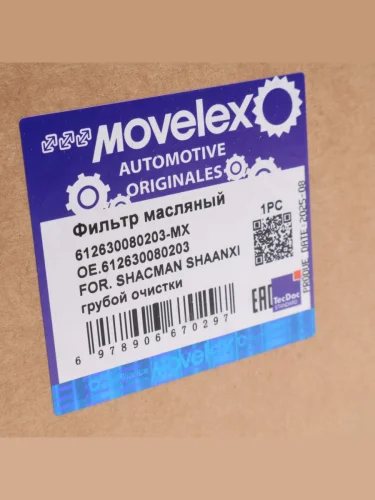 MOVELEX
AUTOMOTIVE
ORIGINALES
Фильтр масляный
612630080203-MX
OE.612630080203
FOR. SHACMAN SHAANXI
грубой очистки
1PC
DATE:2025-08
EAC
TecDoc
STANDARD
6 978906 670297
MOVELEX